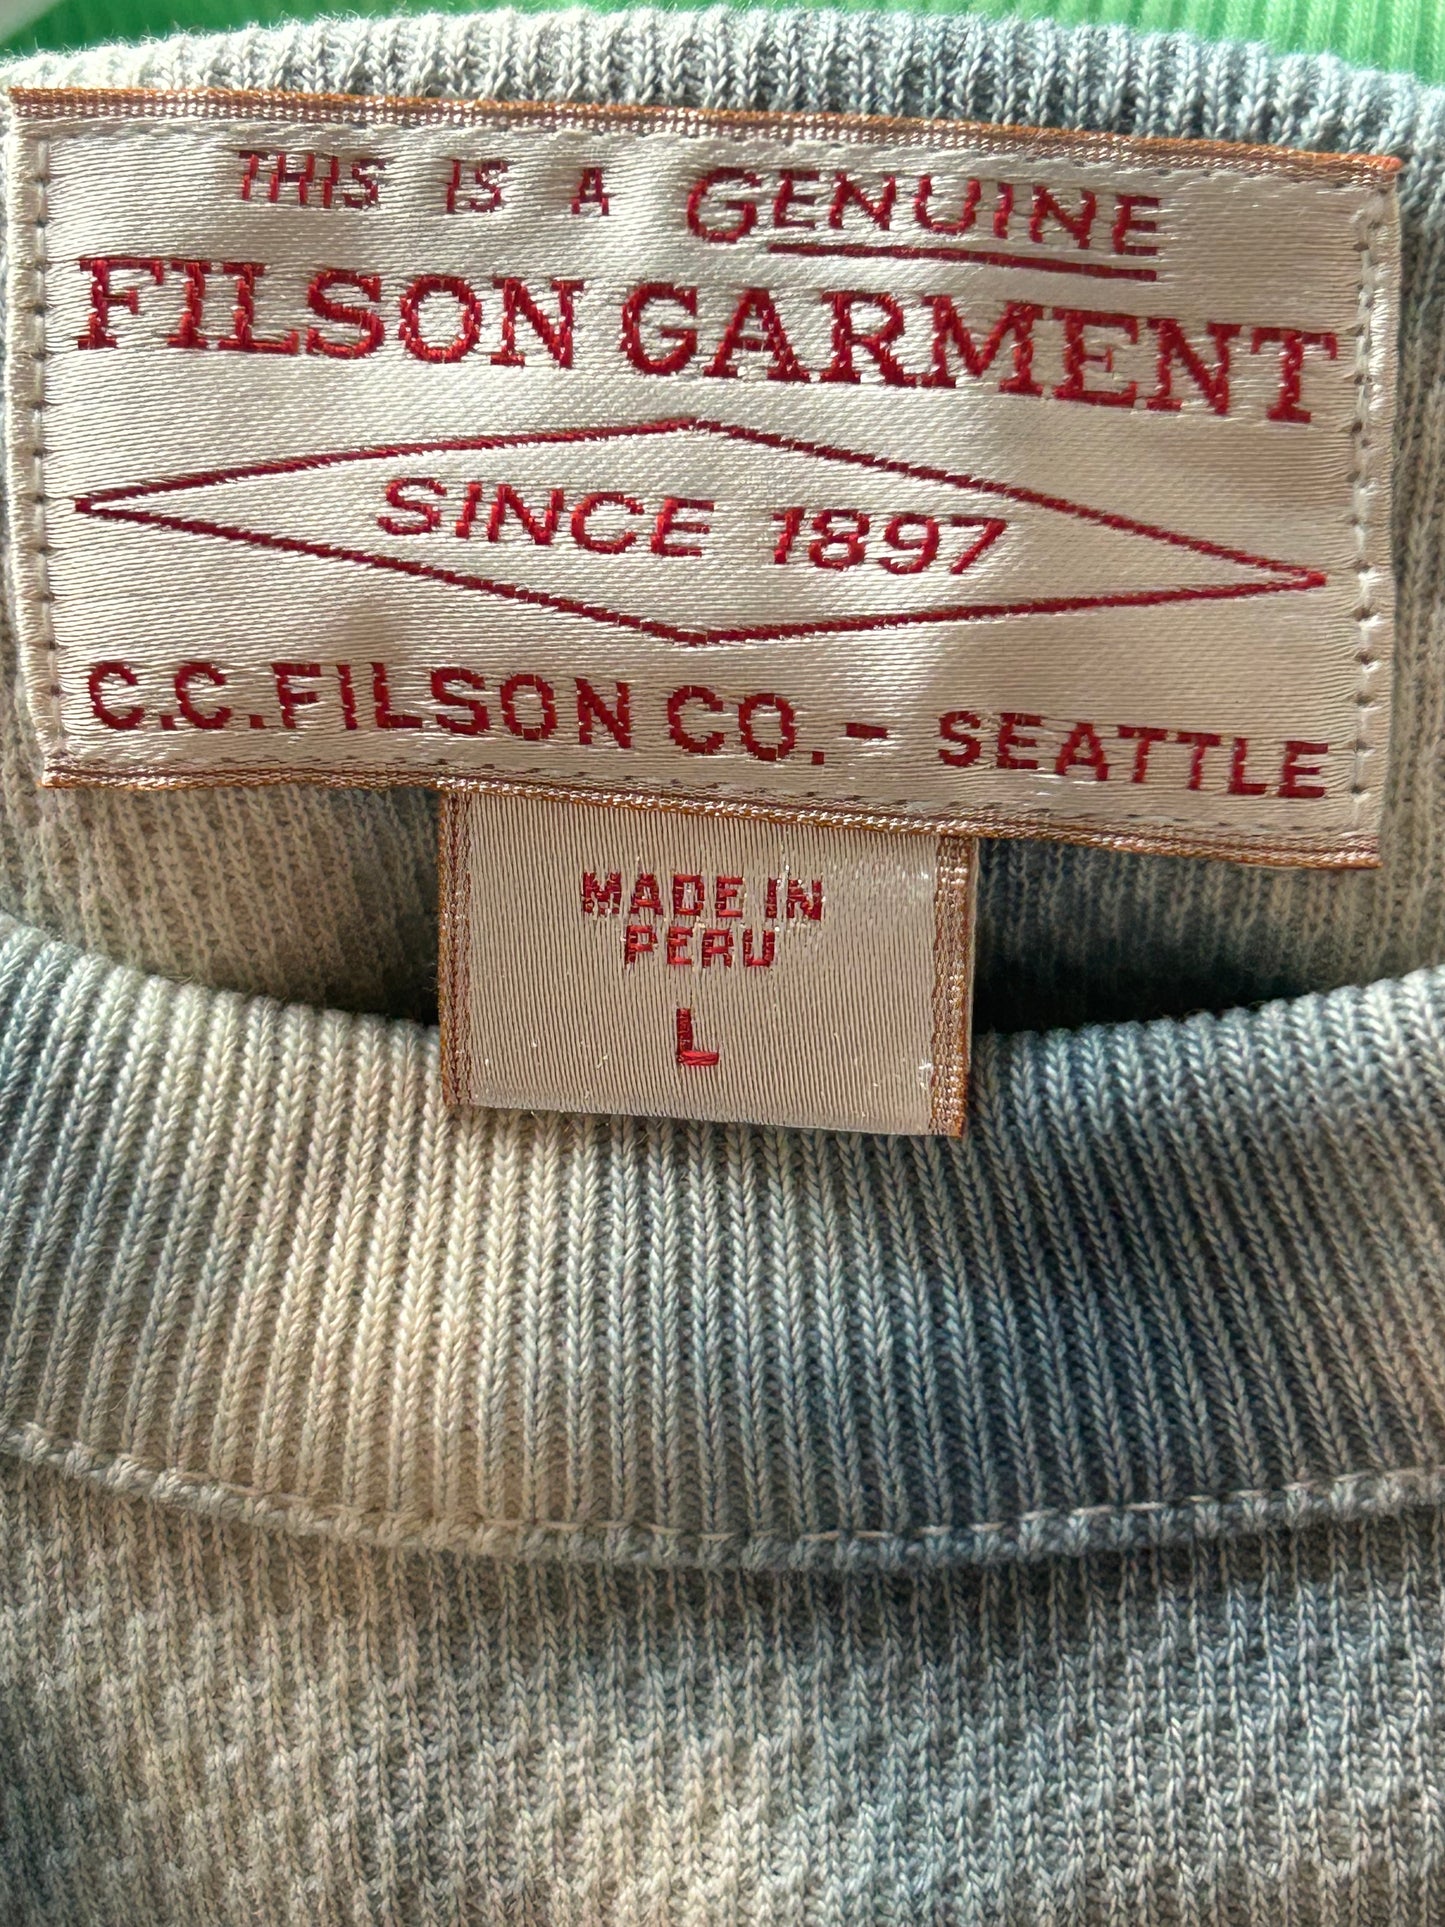 THIS IS A GENUINE
FILSON GARMENT
SINCE 1897
C.C. FILSON CO. - SEATTLE
MADE IN
PERU
L